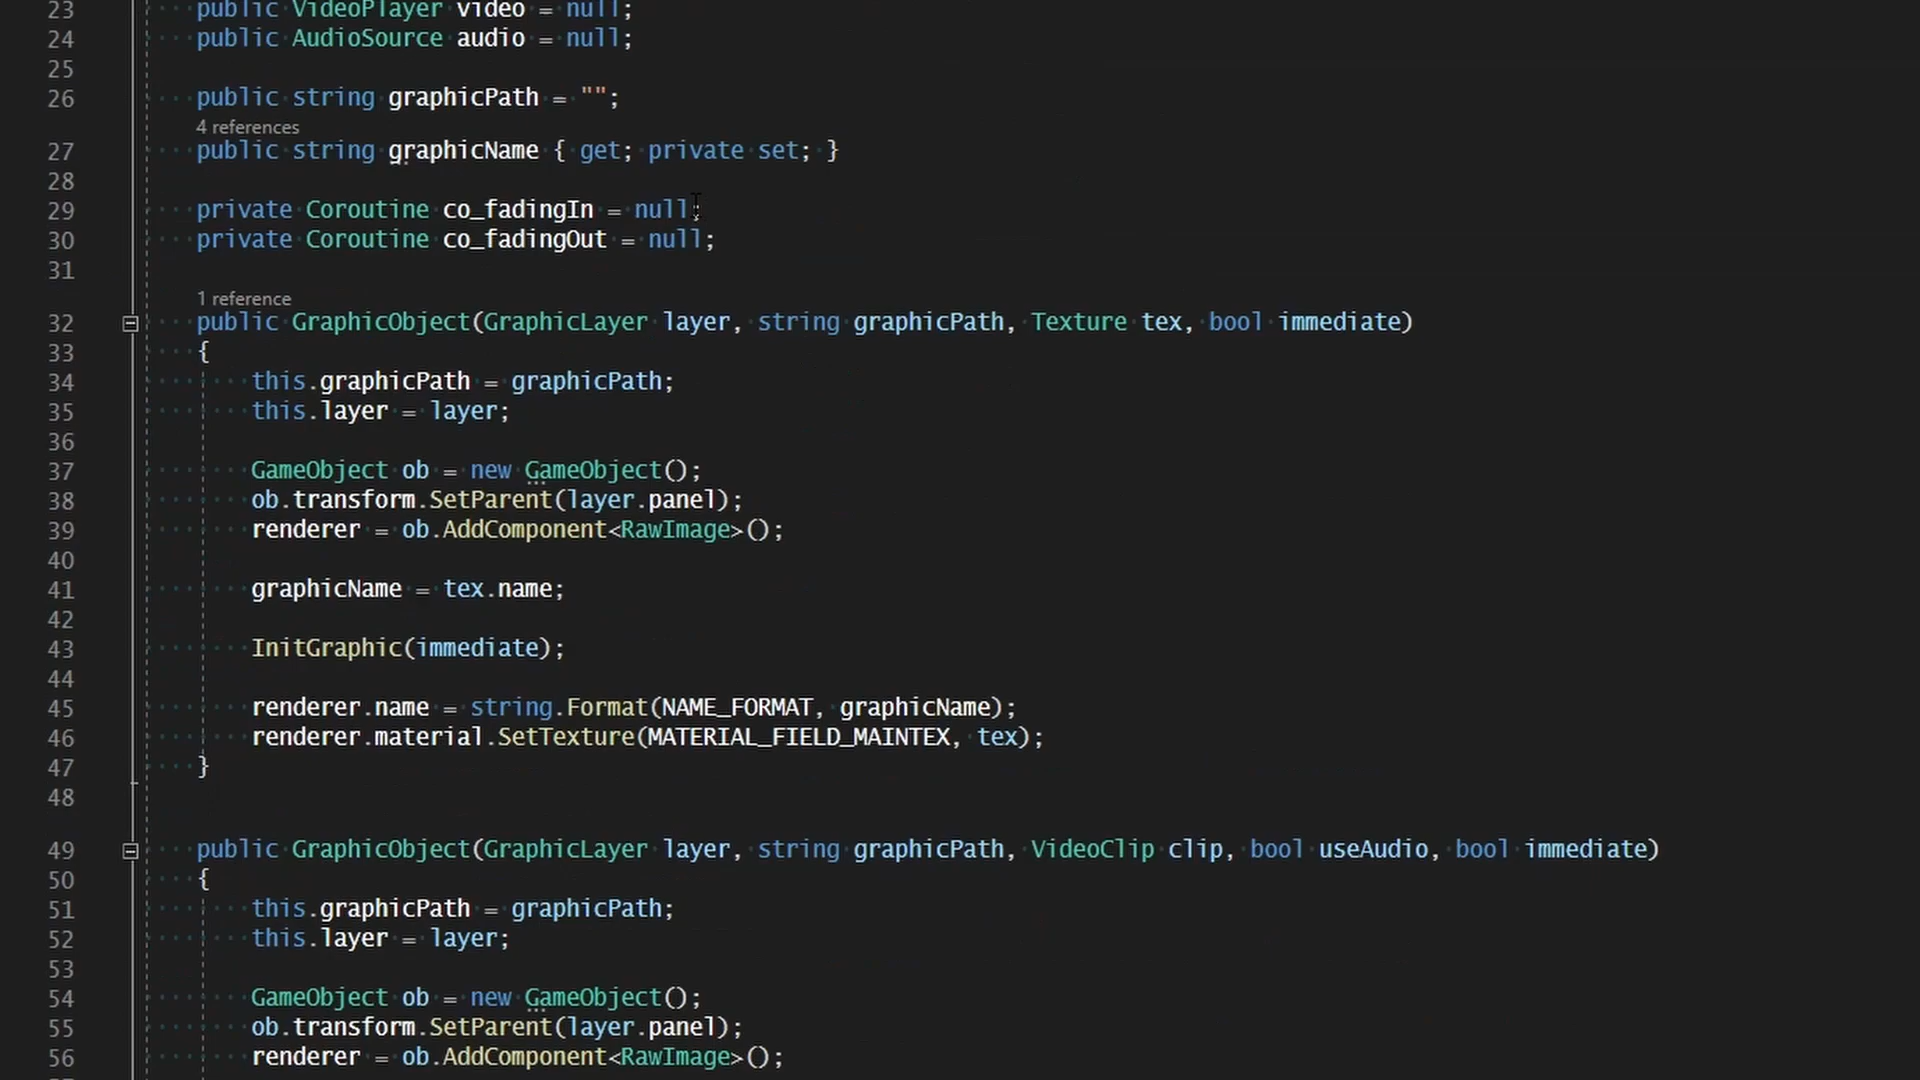 23 public VideoPlayer video = null;
24 public AudioSource audio = null;
25
26 public string graphicPath = "";
4 references
27 public string graphicName { get; private set; }
28
29 private Coroutine co_fadingIn = null;
30 private Coroutine co_fadingOut = null;
31
1 reference
32 public GraphicObject(GraphicLayer layer, string graphicPath, Texture tex, bool immediate)
33 {
34 this.graphicPath = graphicPath;
35 this.layer = layer;
36
37 GameObject ob = new GameObject();
38 ob.transform.SetParent(layer.panel);
39 renderer = ob.AddComponent<RawImage>();
40
41 graphicName = tex.name;
42
43 InitGraphic(immediate);
44
45 renderer.name = string.Format(NAME_FORMAT, graphicName);
46 renderer.material.SetTexture(MATERIAL_FIELD_MAINTEX, tex);
47 }
48
49 public GraphicObject(GraphicLayer layer, string graphicPath, VideoClip clip, bool useAudio, bool immediate)
50 {
51 this.graphicPath = graphicPath;
52 this.layer = layer;
53
54 GameObject ob = new GameObject();
55 ob.transform.SetParent(layer.panel);
56 renderer = ob.AddComponent<RawImage>();